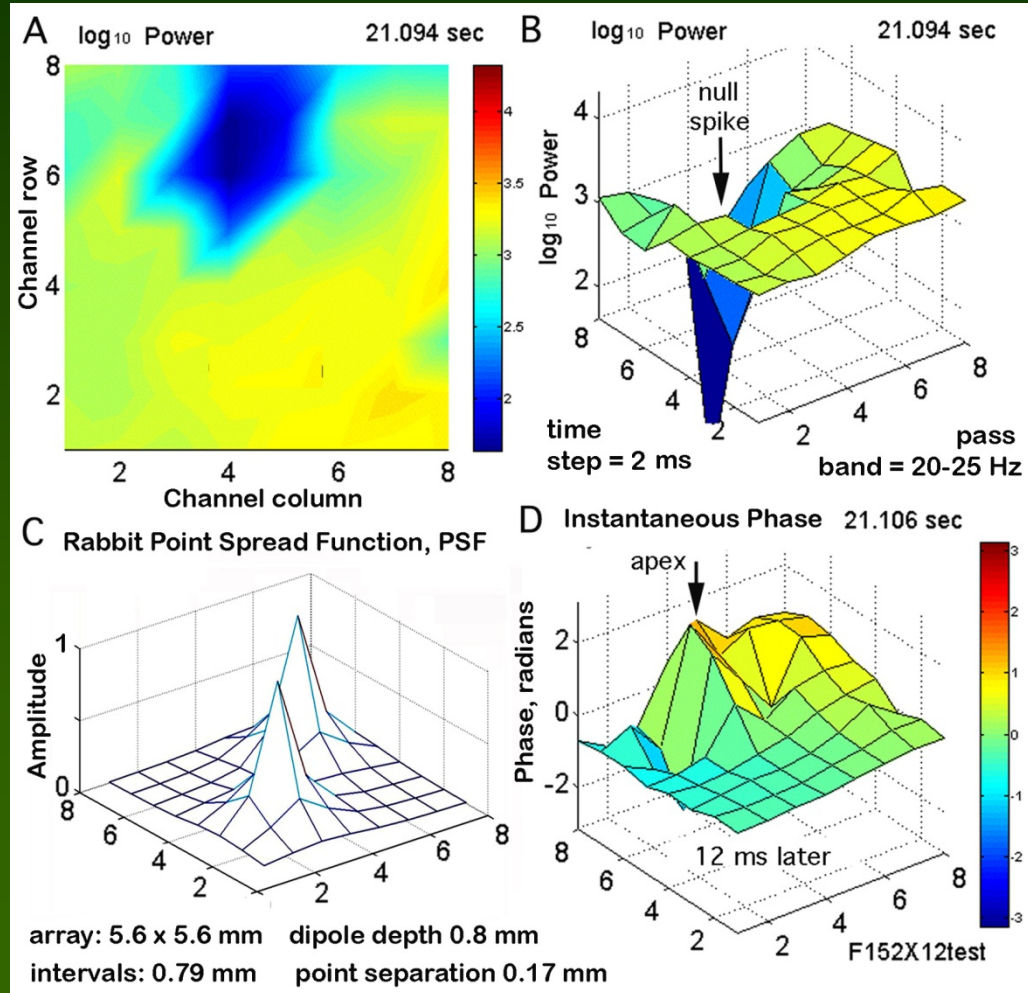 A log₁₀ Power 21.094 sec
8
6
4
2
Channel row
2 4 6 8
Channel column
4
3.5
3
2.5
2
B log₁₀ Power 21.094 sec
null
spike
4
3
2
log₁₀ Power
8
6
4
2
2
4
6
8
time
step = 2 ms
pass
band = 20-25 Hz
C Rabbit Point Spread Function, PSF
1
0
Amplitude
8
6
4
2
2
4
6
8
array: 5.6 x 5.6 mm dipole depth 0.8 mm
intervals: 0.79 mm point separation 0.17 mm
D Instantaneous Phase 21.106 sec
apex
2
0
-2
Phase, radians
8
6
4
2
2
4
6
8
12 ms later
3
2
1
0
-1
-2
-3
F152X12test